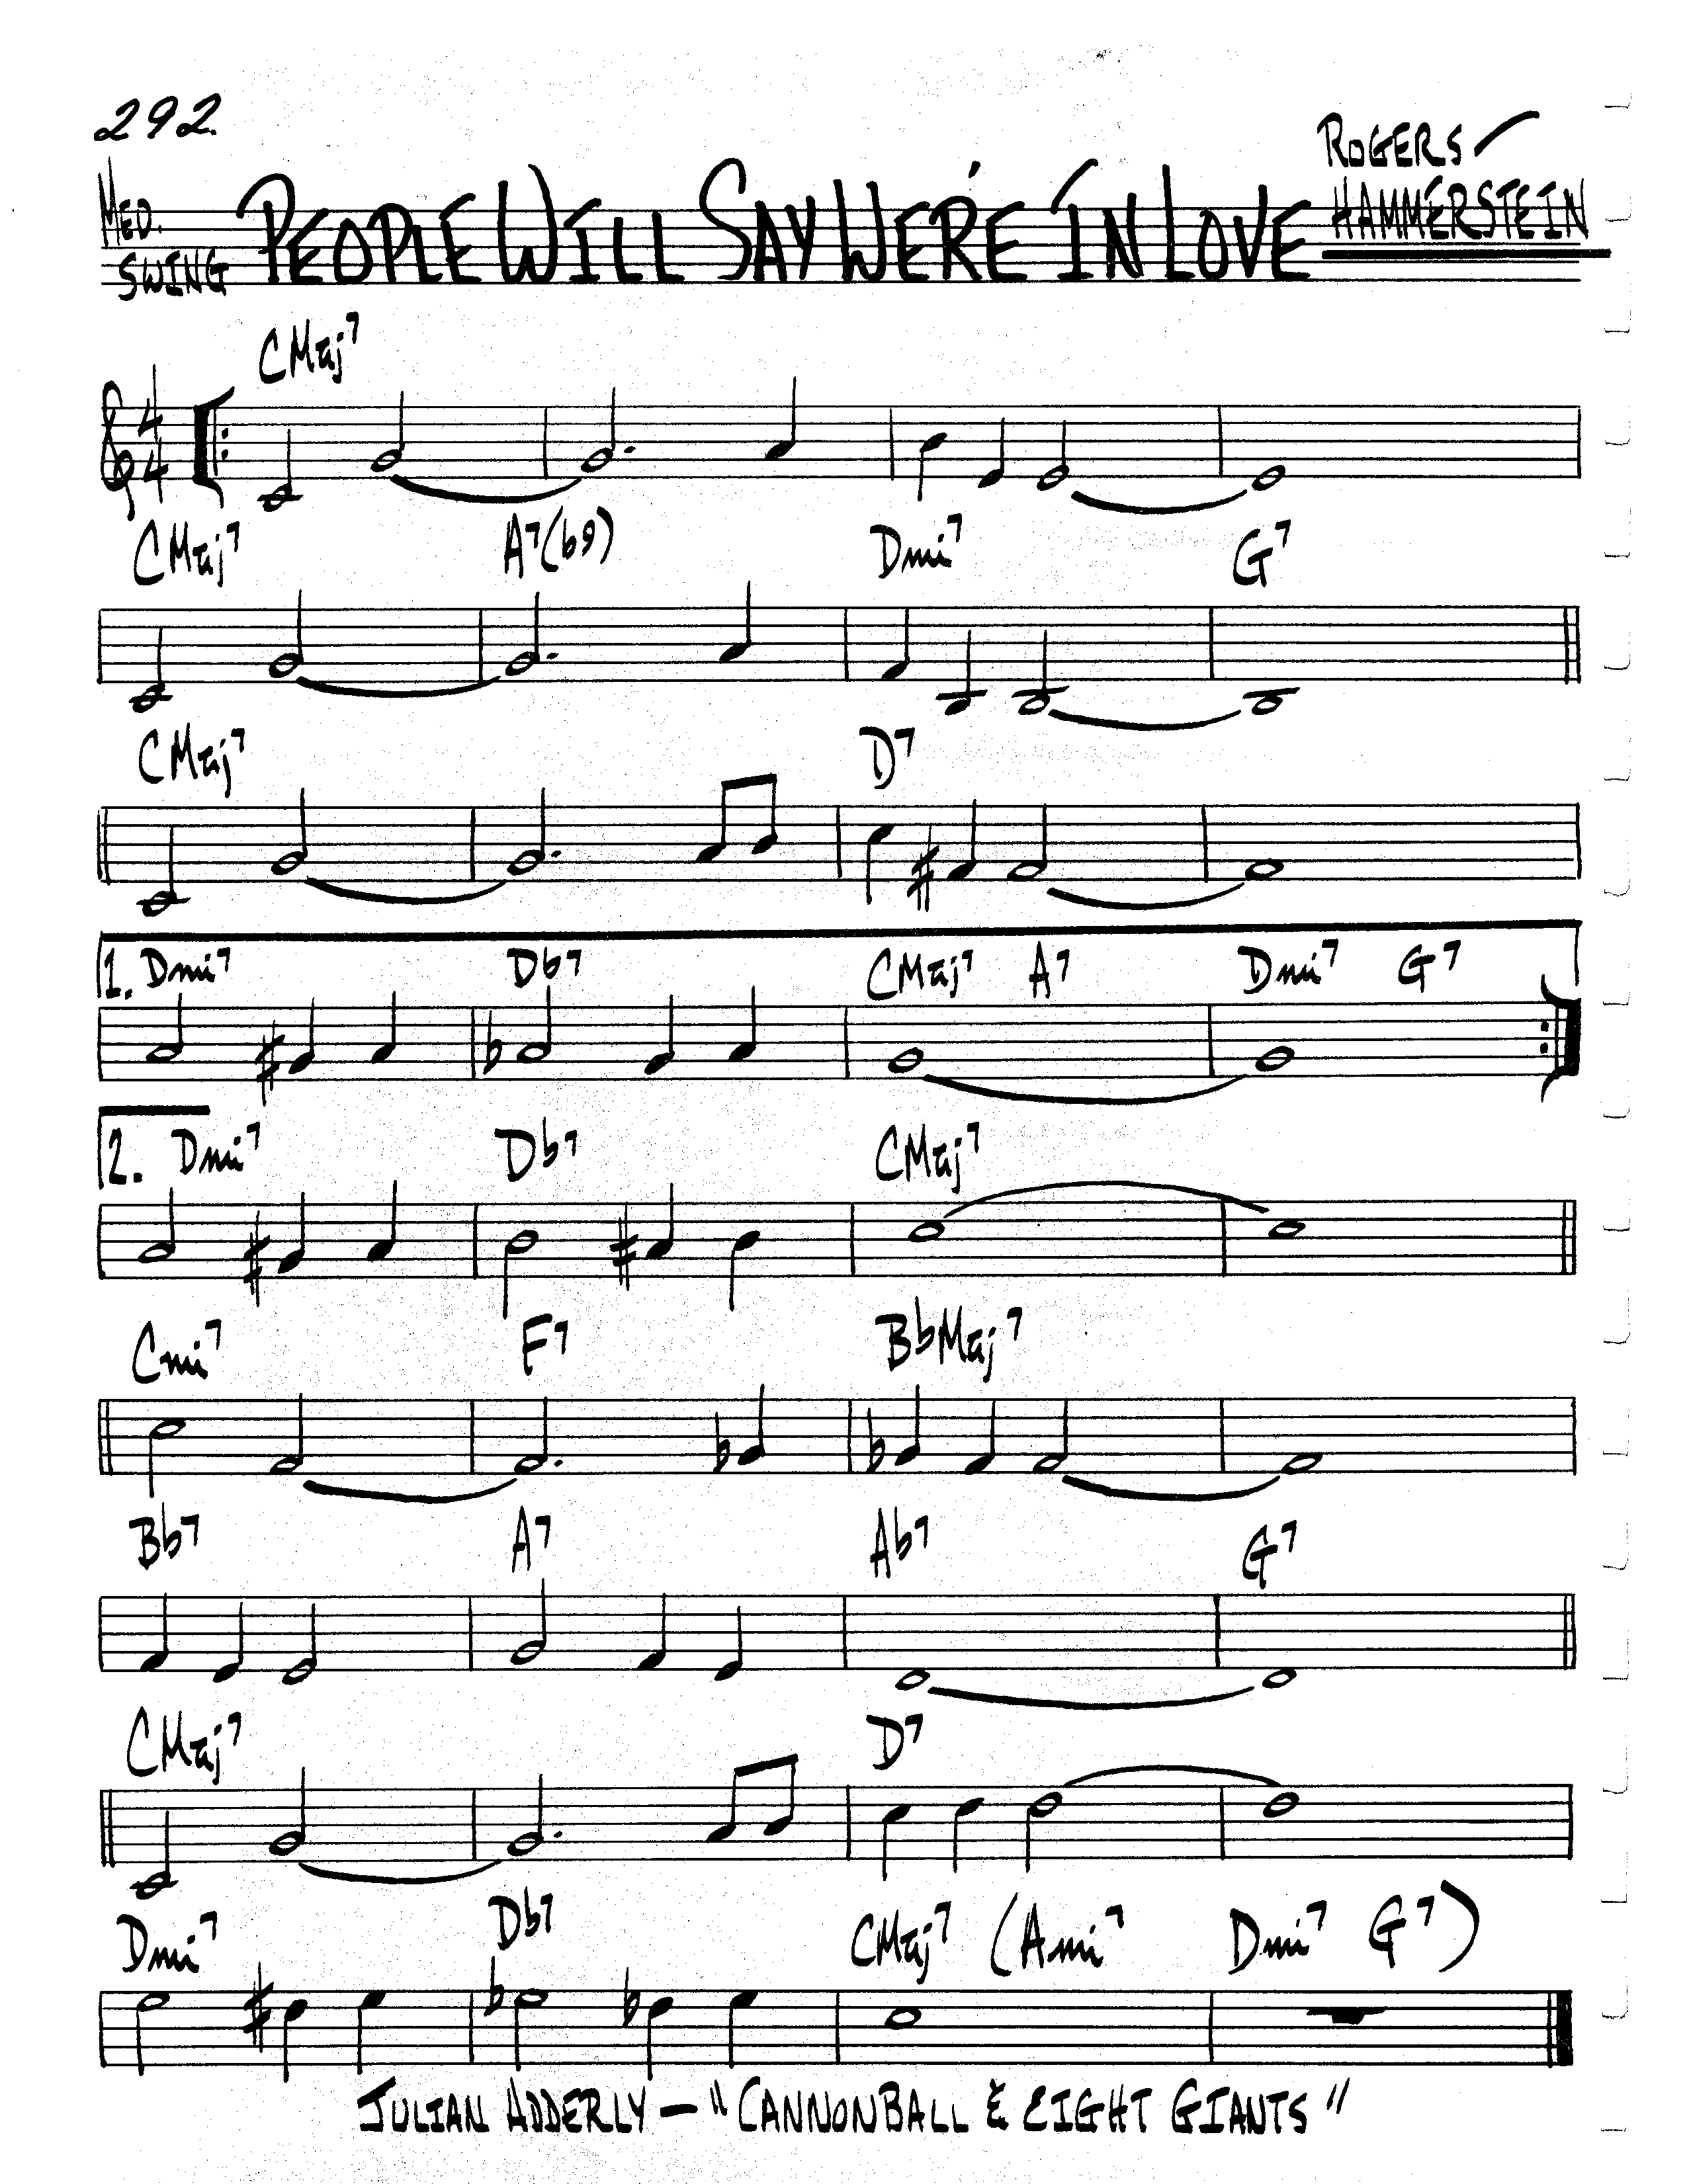 292.
MED. SWING
PEOPLE WILL SAY WE'RE IN LOVE
ROGERS/
HAMMERSTEIN
4
4
CMaj7
CMaj7 A7(b9) Dmi7 G7
CMaj7 D7
1. Dmi7 Db7 CMaj7 A7 Dmi7 G7
2. Dmi7 Db7 CMaj7
Cmi7 F7 BbMaj7
Bb7 A7 Ab7 G7
CMaj7 D7
Dmi7 Db7 CMaj7 (Ami7 Dmi7 G7)
JULIAN ADDERLY — "CANNONBALL & EIGHT GIANTS"